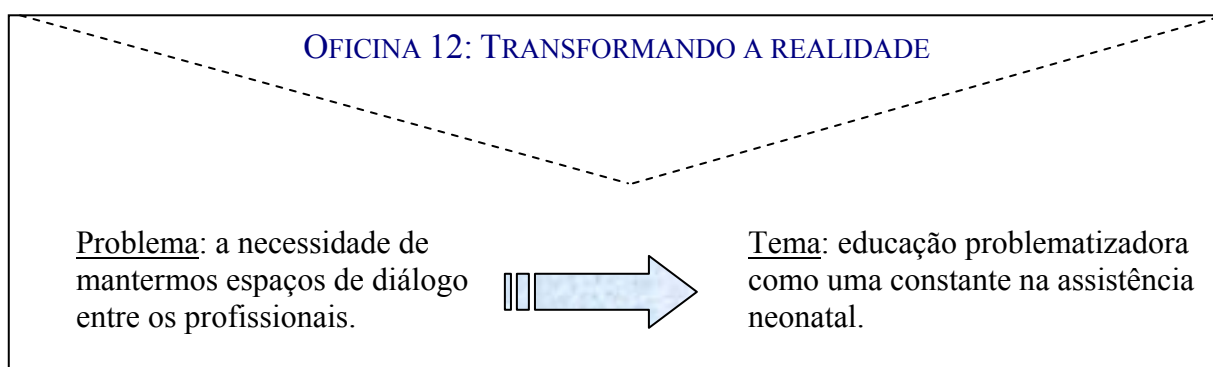 OFICINA 12: TRANSFORMANDO A REALIDADE
Problema: a necessidade de
mantermos espaços de diálogo
entre os profissionais.
Tema: educação problematizadora
como uma constante na assistência
neonatal.